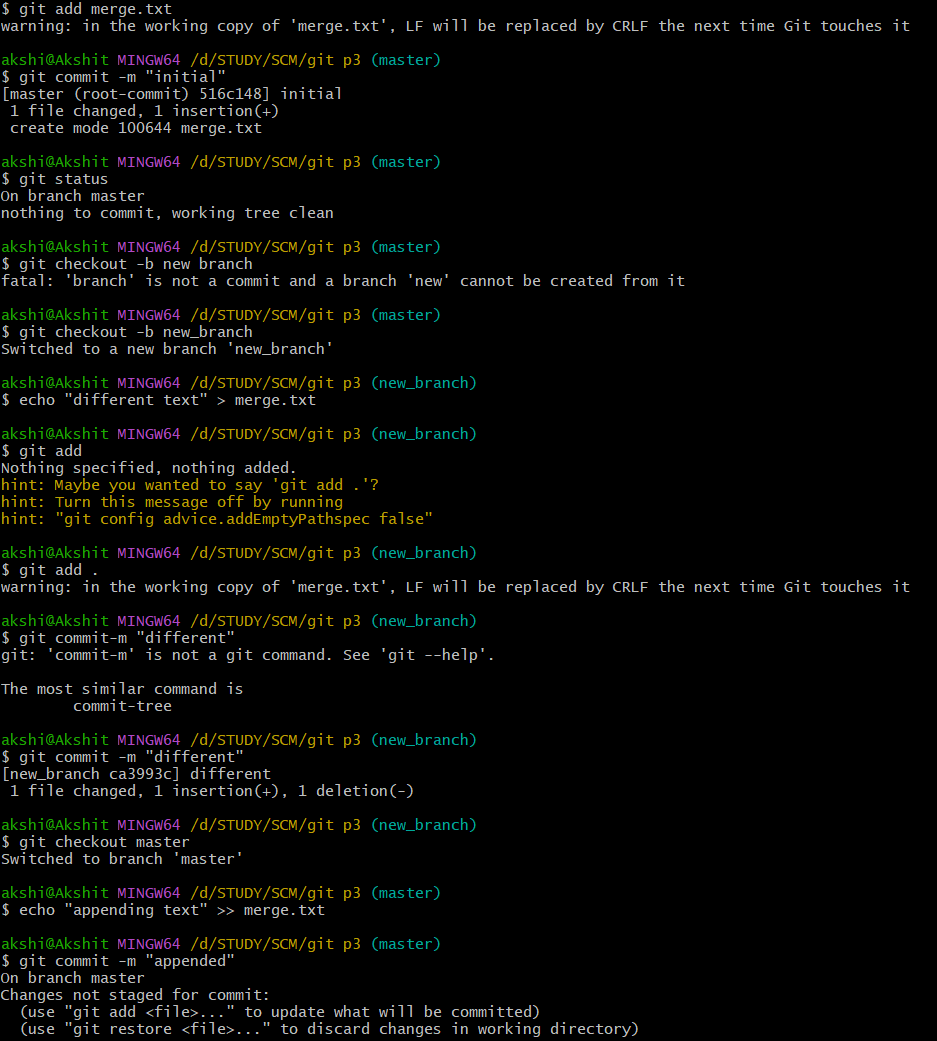 $ git add merge.txt
warning: in the working copy of 'merge.txt', LF will be replaced by CRLF the next time Git touches it
akshi@Akshit MINGW64 /d/STUDY/SCM/git p3 (master)
$ git commit -m "initial"
[master (root-commit) 516c148] initial
 1 file changed, 1 insertion(+)
 create mode 100644 merge.txt
akshi@Akshit MINGW64 /d/STUDY/SCM/git p3 (master)
$ git status
On branch master
nothing to commit, working tree clean
akshi@Akshit MINGW64 /d/STUDY/SCM/git p3 (master)
$ git checkout -b new branch
fatal: 'branch' is not a commit and a branch 'new' cannot be created from it
akshi@Akshit MINGW64 /d/STUDY/SCM/git p3 (master)
$ git checkout -b new_branch
Switched to a new branch 'new_branch'
akshi@Akshit MINGW64 /d/STUDY/SCM/git p3 (new_branch)
$ echo "different text" > merge.txt
akshi@Akshit MINGW64 /d/STUDY/SCM/git p3 (new_branch)
$ git add
Nothing specified, nothing added.
hint: Maybe you wanted to say 'git add .'?
hint: Turn this message off by running
hint: "git config advice.addEmptyPathspec false"
akshi@Akshit MINGW64 /d/STUDY/SCM/git p3 (new_branch)
$ git add .
warning: in the working copy of 'merge.txt', LF will be replaced by CRLF the next time Git touches it
akshi@Akshit MINGW64 /d/STUDY/SCM/git p3 (new_branch)
$ git commit-m "different"
git: 'commit-m' is not a git command. See 'git --help'.
The most similar command is
        commit-tree
akshi@Akshit MINGW64 /d/STUDY/SCM/git p3 (new_branch)
$ git commit -m "different"
[new_branch ca3993c] different
 1 file changed, 1 insertion(+), 1 deletion(-)
akshi@Akshit MINGW64 /d/STUDY/SCM/git p3 (new_branch)
$ git checkout master
Switched to branch 'master'
akshi@Akshit MINGW64 /d/STUDY/SCM/git p3 (master)
$ echo "appending text" >> merge.txt
akshi@Akshit MINGW64 /d/STUDY/SCM/git p3 (master)
$ git commit -m "appended"
On branch master
Changes not staged for commit:
  (use "git add <file>..." to update what will be committed)
  (use "git restore <file>..." to discard changes in working directory)